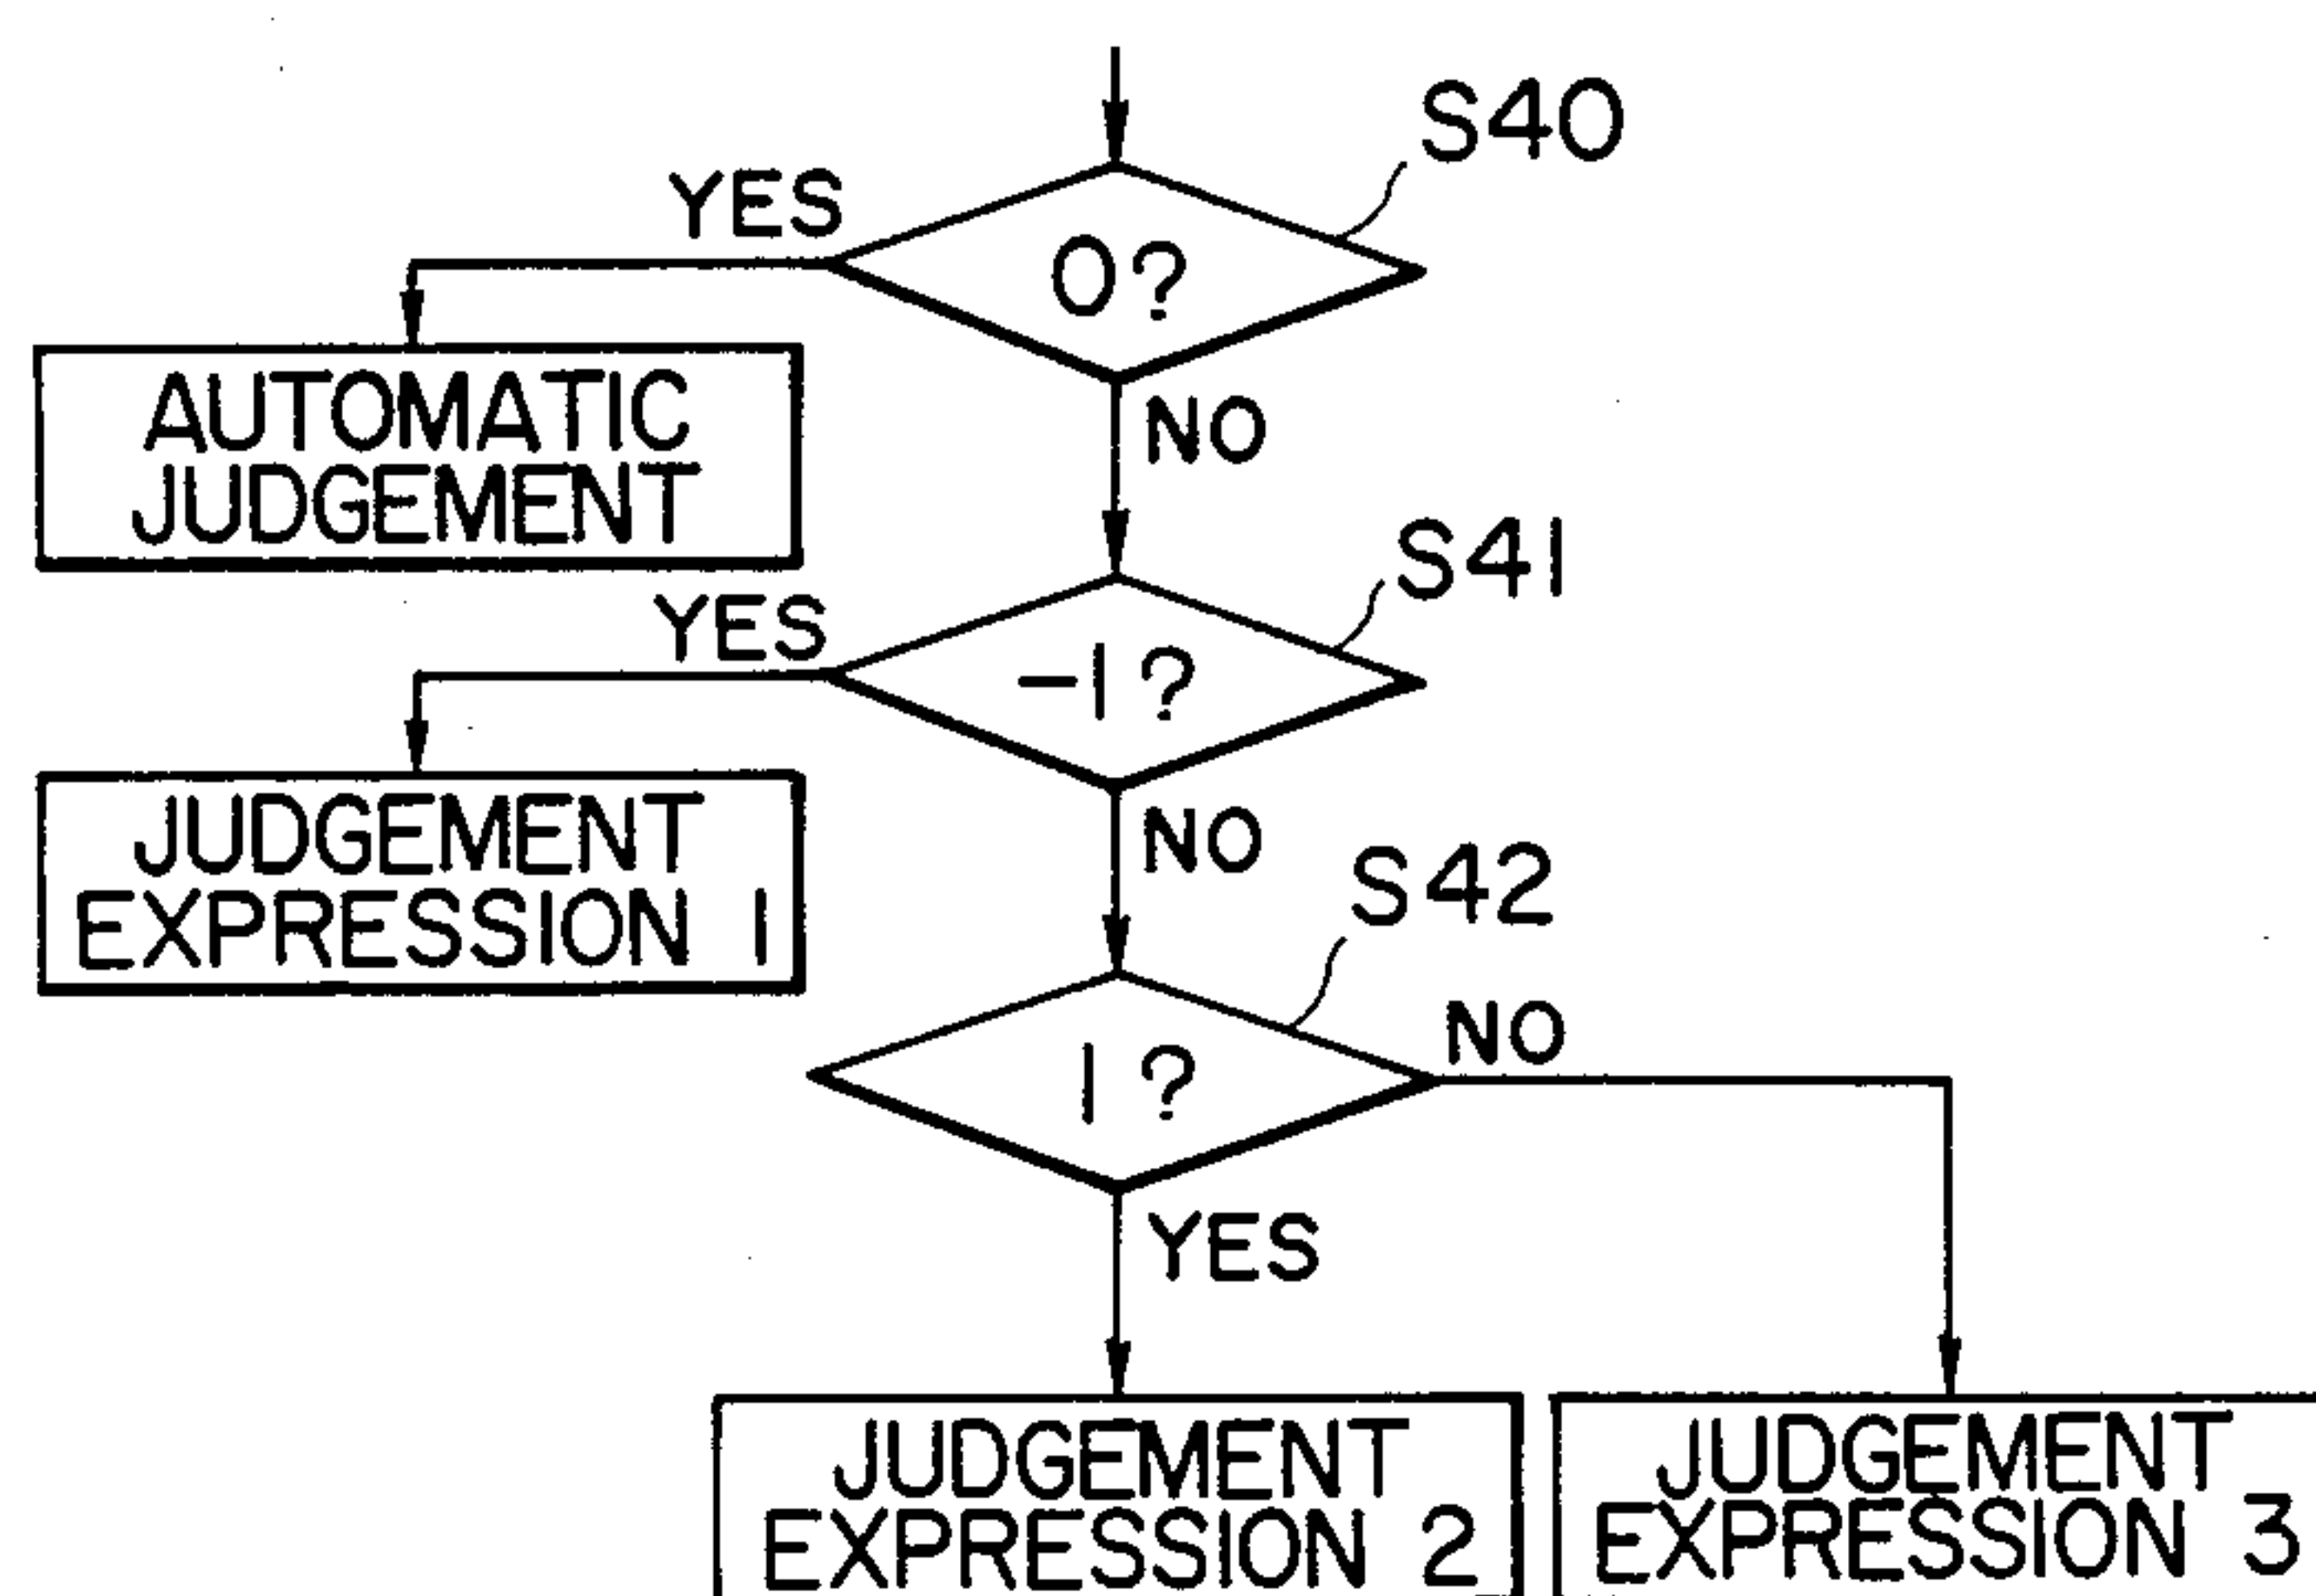 S40
YES
0?
AUTOMATIC
JUDGEMENT
NO
S41
YES
-1?
JUDGEMENT
EXPRESSION 1
NO
S42
1?
NO
YES
JUDGEMENT
EXPRESSION 2
JUDGEMENT
EXPRESSION 3